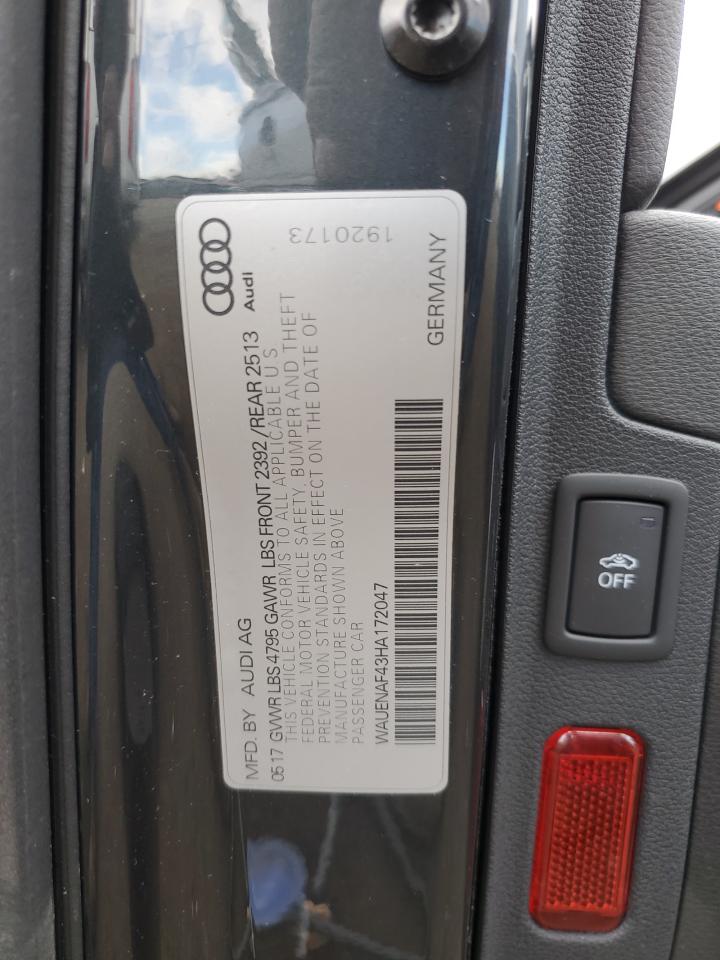 1920173
Audi
MFD. BY AUDI AG
05 17 GVWR LBS 4795 GAWR LBS FRONT 2392 /REAR 2513
THIS VEHICLE CONFORMS TO ALL APPLICABLE U S
FEDERAL MOTOR VEHICLE SAFETY, BUMPER AND THEFT
PREVENTION STANDARDS IN EFFECT ON THE DATE OF
MANUFACTURE SHOWN ABOVE
PASSENGER CAR
WAUENAF43HA172047
GERMANY
OFF